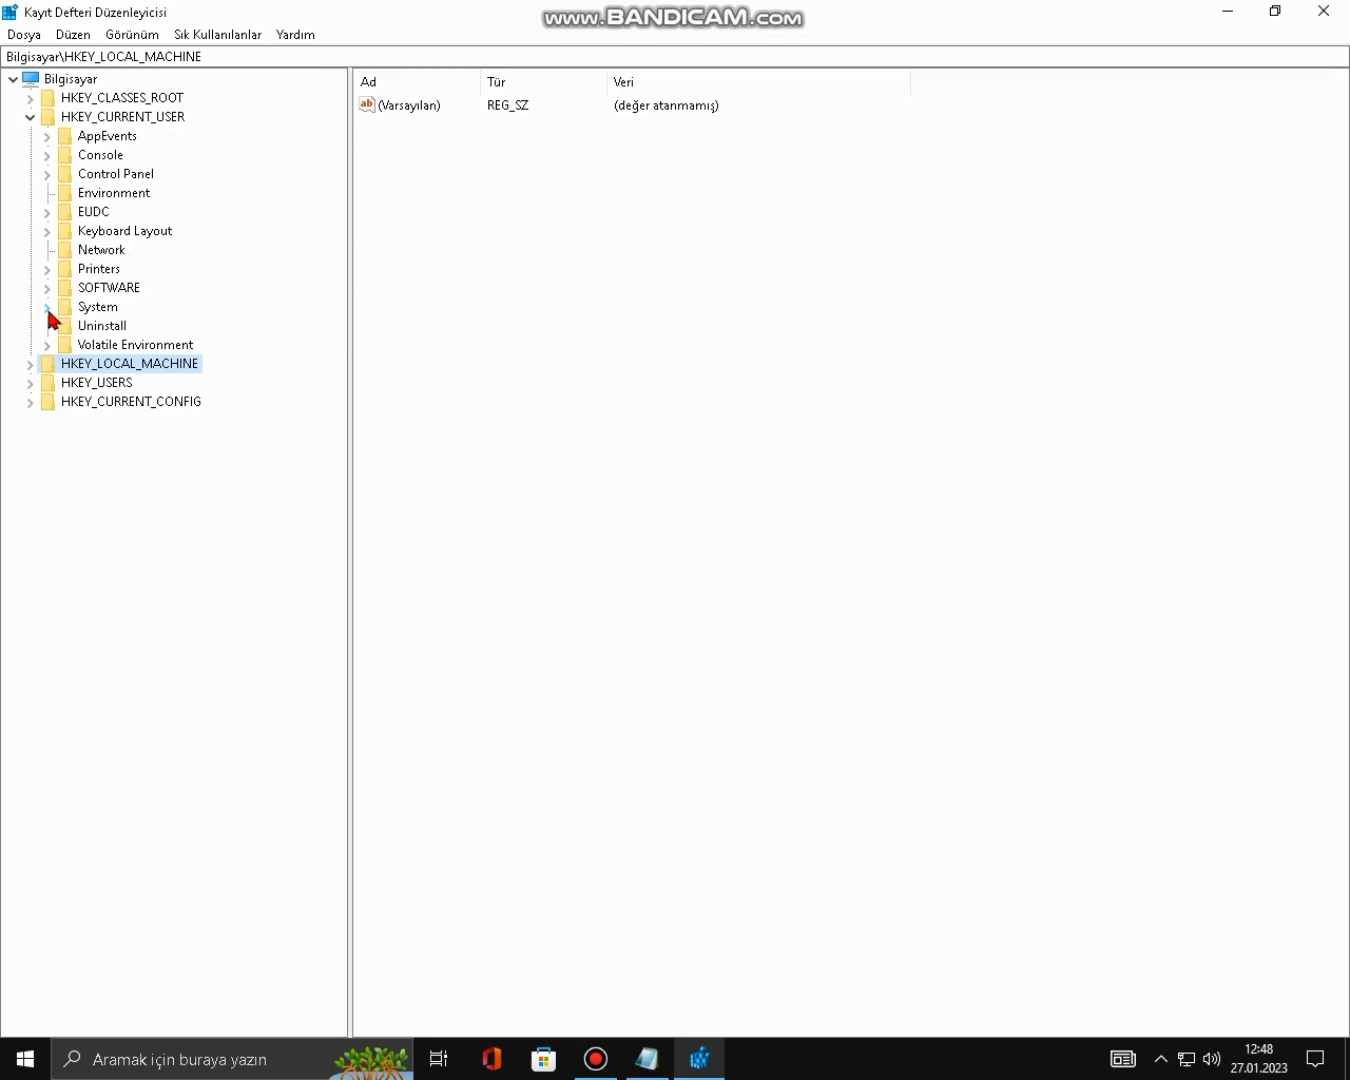 Kayıt Defteri Düzenleyicisi
www.BANDICAM.com
Dosya Düzen Görünüm Sık Kullanılanlar Yardım
Bilgisayar\HKEY_LOCAL_MACHINE
Bilgisayar
HKEY_CLASSES_ROOT
HKEY_CURRENT_USER
AppEvents
Console
Control Panel
Environment
EUDC
Keyboard Layout
Network
Printers
SOFTWARE
System
Uninstall
Volatile Environment
HKEY_LOCAL_MACHINE
HKEY_USERS
HKEY_CURRENT_CONFIG
Ad Tür Veri
ab (Varsayılan) REG_SZ (değer atanmamış)
Aramak için buraya yazın
12:48
27.01.2023